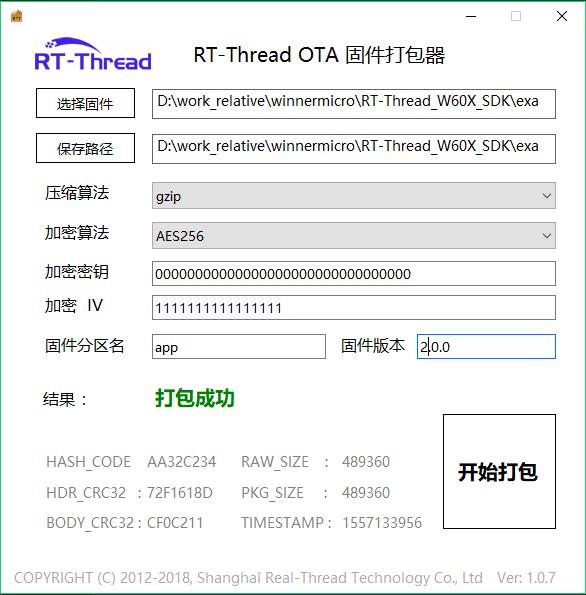 RT-Thread
RT-Thread OTA 固件打包器
选择固件 D:\work_relative\winnermicro\RT-Thread_W60X_SDK\exa
保存路径 D:\work_relative\winnermicro\RT-Thread_W60X_SDK\exa
压缩算法 gzip
加密算法 AES256
加密密钥 00000000000000000000000000000000
加密 IV 1111111111111111
固件分区名 app 固件版本 2.0.0
结果： 打包成功
开始打包
HASH_CODE AA32C234 RAW_SIZE : 489360
HDR_CRC32 : 72F1618D PKG_SIZE : 489360
BODY_CRC32 : CF0C211 TIMESTAMP : 1557133956
COPYRIGHT (C) 2012-2018, Shanghai Real-Thread Technology Co., Ltd Ver: 1.0.7